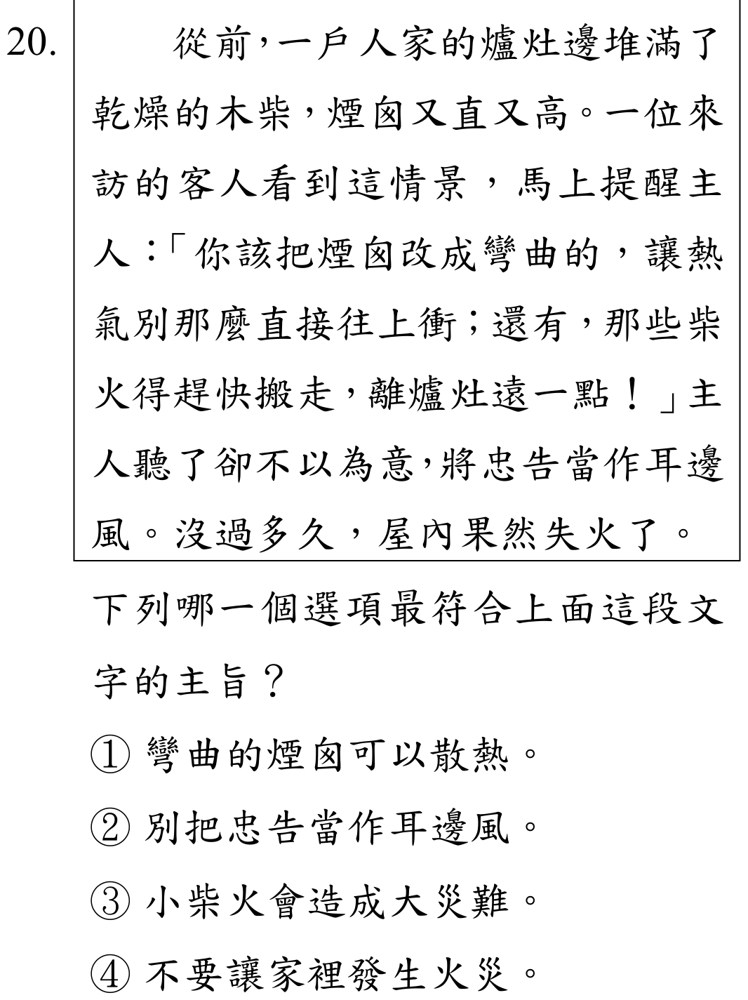 20. 從前，一戶人家的爐灶邊堆滿了
乾燥的木柴，煙囪又直又高。一位來
訪的客人看到這情景，馬上提醒主
人：「你該把煙囪改成彎曲的，讓熱
氣別那麼直接往上衝；還有，那些柴
火得趕快搬走，離爐灶遠一點！」主
人聽了卻不以為意，將忠告當作耳邊
風。沒過多久，屋內果然失火了。
下列哪一個選項最符合上面這段文
字的主旨？
① 彎曲的煙囪可以散熱。
② 別把忠告當作耳邊風。
③ 小柴火會造成大災難。
④ 不要讓家裡發生火災。